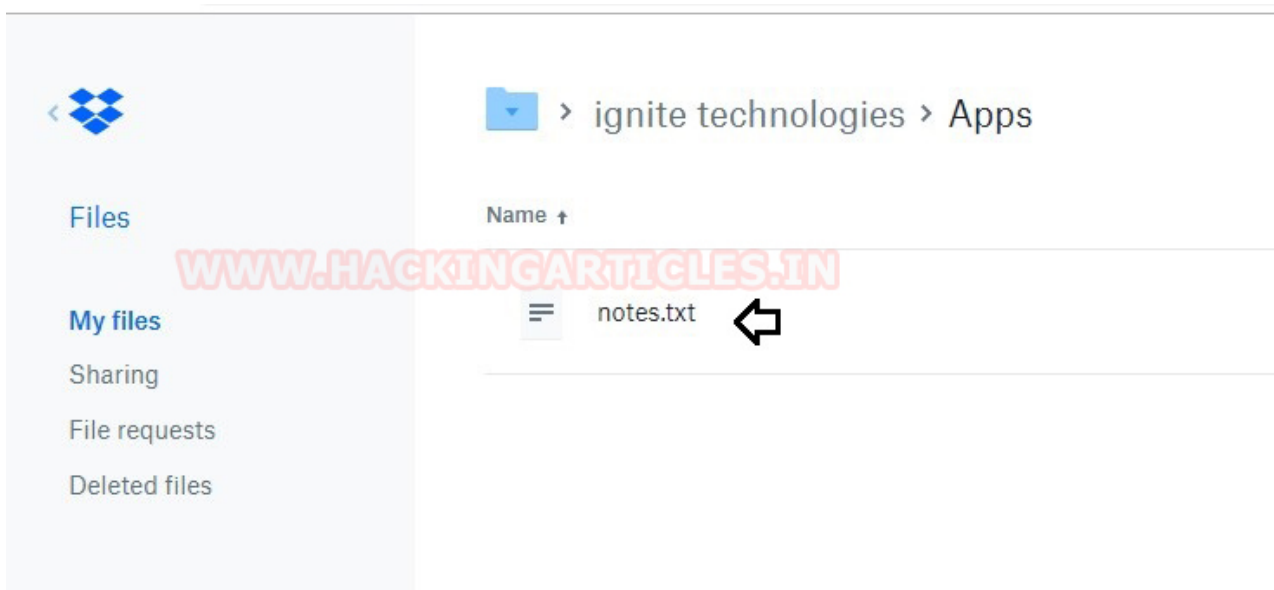 ignite technologies > Apps
Files
Name
WWW.HACKINGARTICLES.IN
My files
notes.txt
Sharing
File requests
Deleted files